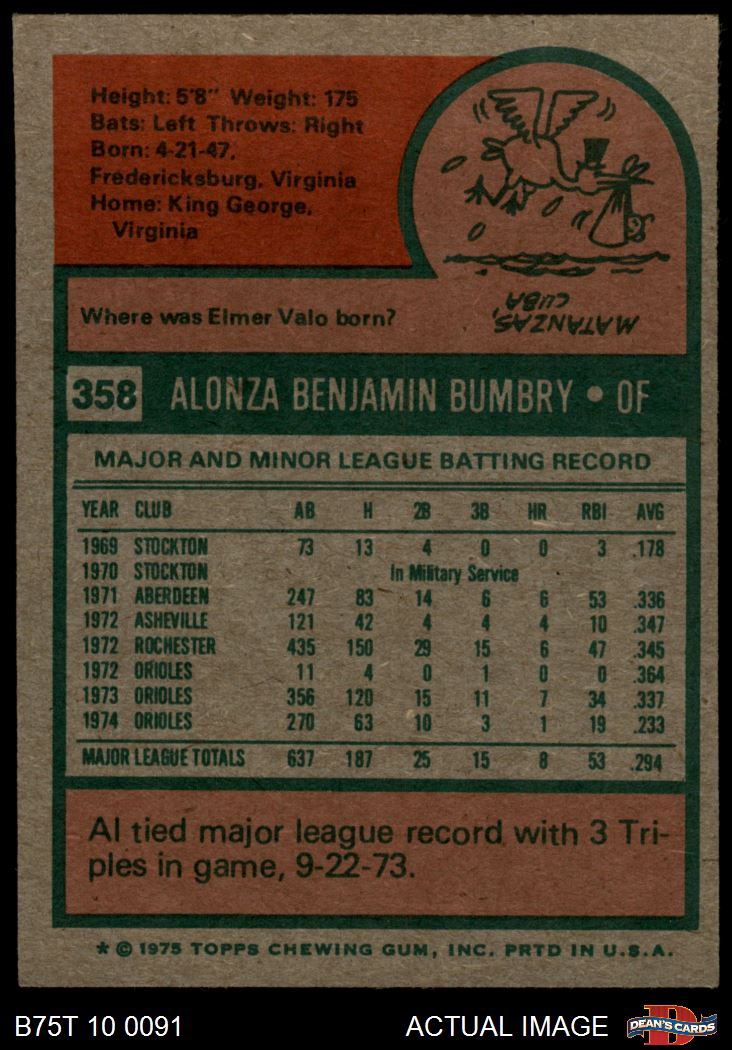 Height: 5'8" Weight: 175
Bats: Left Throws: Right
Born: 4-21-47,
Fredericksburg, Virginia
Home: King George,
Virginia
Where was Elmer Valo born?
MATANZAS,
CUBA
358 ALONZA BENJAMIN BUMBRY • OF
MAJOR AND MINOR LEAGUE BATTING RECORD
YEAR CLUB AB H 2B 3B HR RBI AVG
1969 STOCKTON 73 13 4 0 0 3 .178
1970 STOCKTON In Military Service
1971 ABERDEEN 247 83 14 6 6 53 .336
1972 ASHEVILLE 121 42 4 4 4 10 .347
1972 ROCHESTER 435 150 29 15 6 47 .345
1972 ORIOLES 11 4 0 1 0 0 .364
1973 ORIOLES 356 120 15 11 7 34 .337
1974 ORIOLES 270 63 10 3 1 19 .233
MAJOR LEAGUE TOTALS 637 187 25 15 8 53 .294
Al tied major league record with 3 Tri-
ples in game, 9-22-73.
* © 1975 TOPPS CHEWING GUM, INC. PRTD IN U.S.A.
B75T 10 0091 ACTUAL IMAGE D DEAN'S CARDS